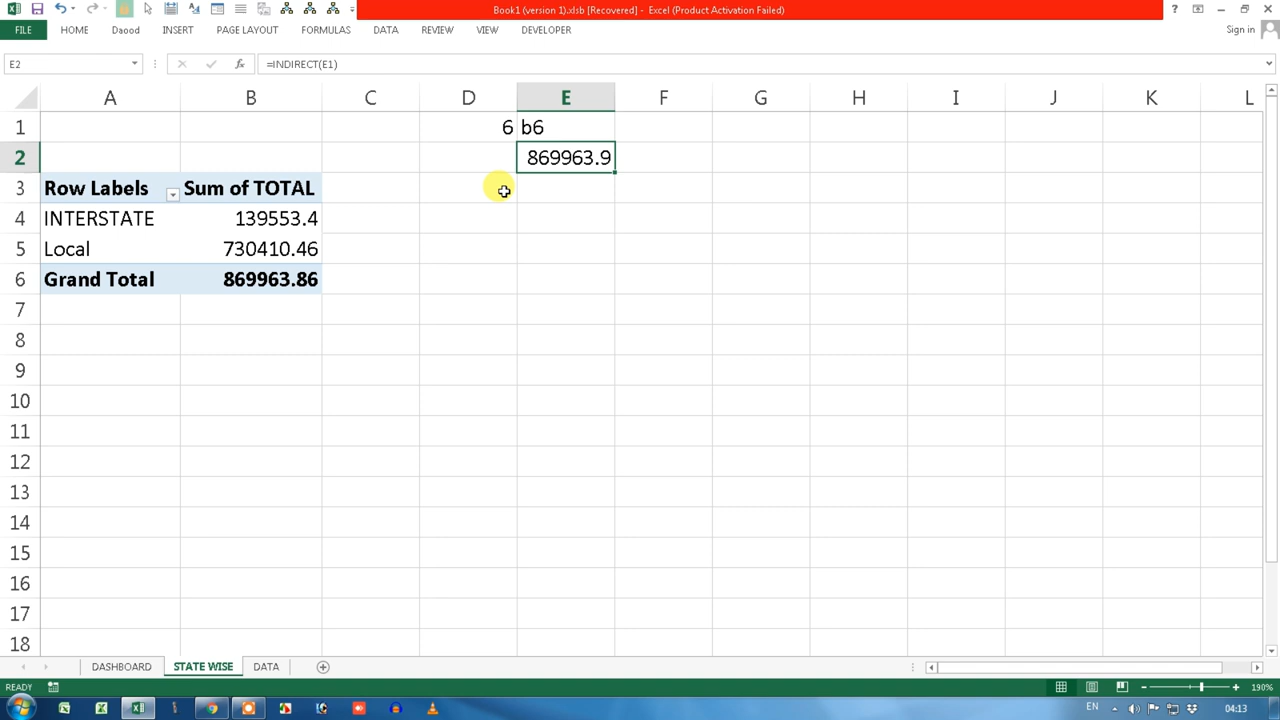 Book1 (version 1).xlsb [Recovered] - Excel (Product Activation Failed)
FILE HOME Daood INSERT PAGE LAYOUT FORMULAS DATA REVIEW VIEW DEVELOPER Sign in
E2 fx =INDIRECT(E1)
A B C D E F G H I J K L
1 6 b6
2 869963.9
3 Row Labels Sum of TOTAL
4 INTERSTATE 139553.4
5 Local 730410.46
6 Grand Total 869963.86
7
8
9
10
11
12
13
14
15
16
17
18
DASHBOARD STATE WISE DATA
READY 190%
EN 04:13